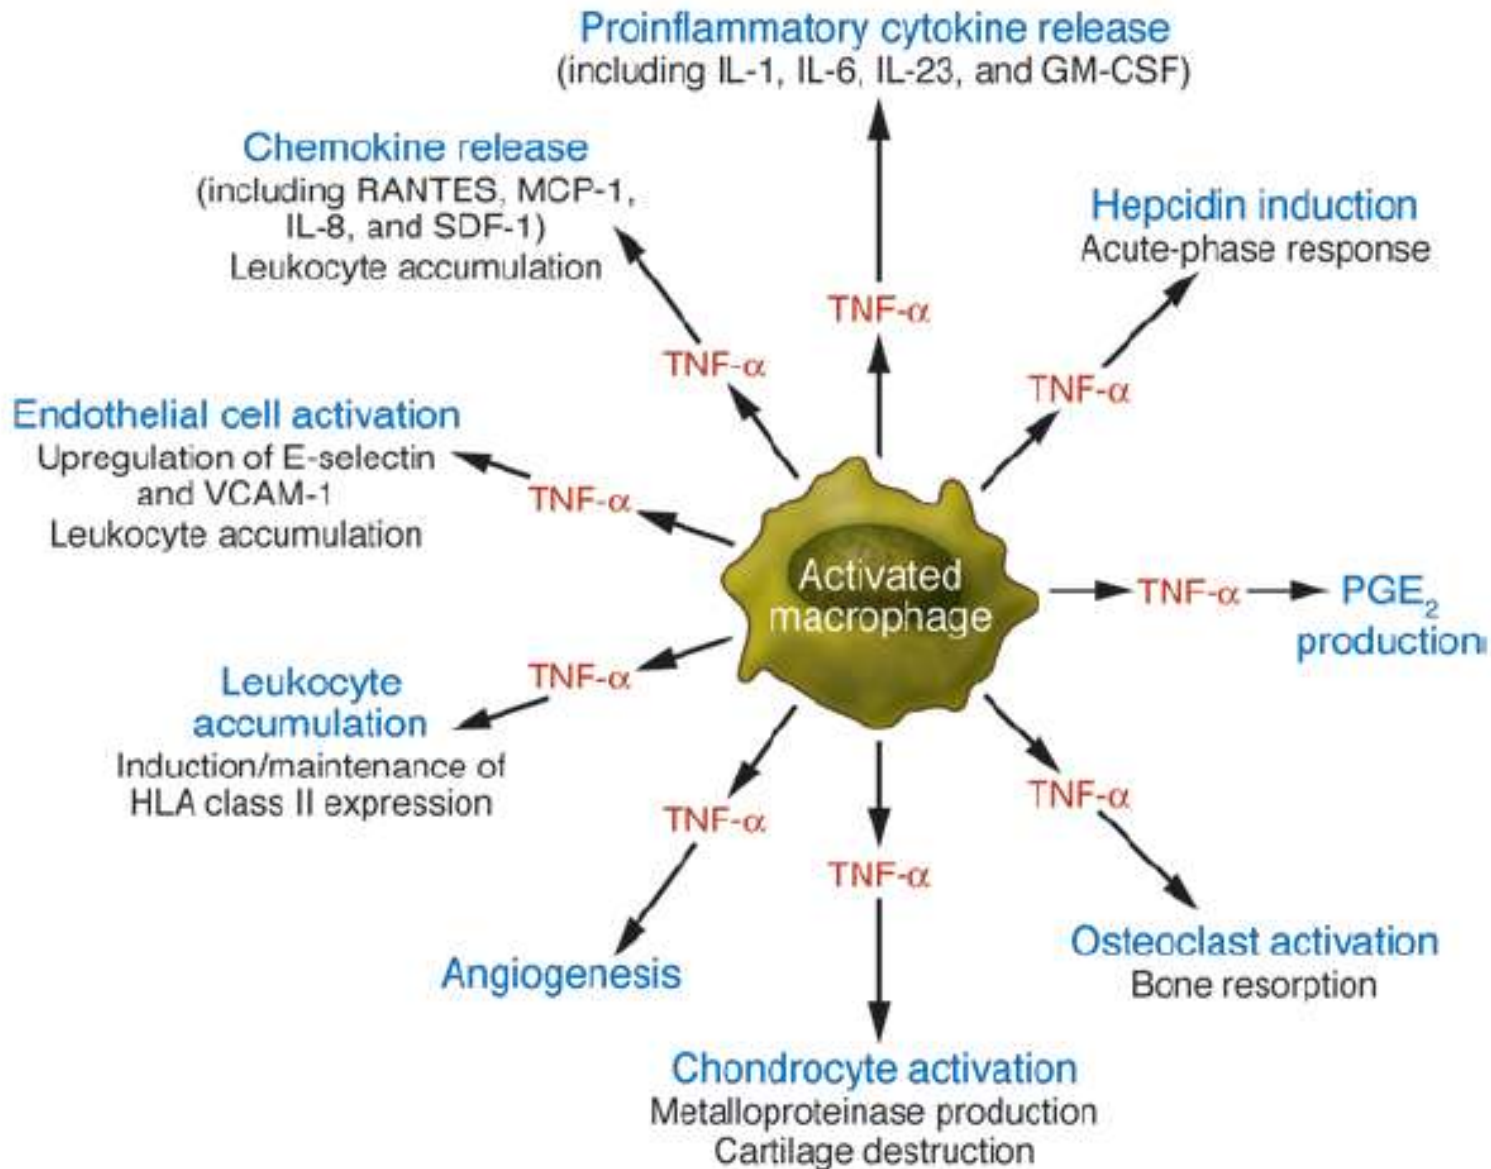 Proinflammatory cytokine release
(including IL-1, IL-6, IL-23, and GM-CSF)
Chemokine release
(including RANTES, MCP-1,
IL-8, and SDF-1)
Leukocyte accumulation
Hepcidin induction
Acute-phase response
TNF-α
TNF-α
TNF-α
Endothelial cell activation
Upregulation of E-selectin
and VCAM-1
Leukocyte accumulation
TNF-α
Activated
macrophage
TNF-α
PGE₂
production
Leukocyte
accumulation
Induction/maintenance of
HLA class II expression
TNF-α
TNF-α
TNF-α
TNF-α
Angiogenesis
Osteoclast activation
Bone resorption
Chondrocyte activation
Metalloproteinase production
Cartilage destruction